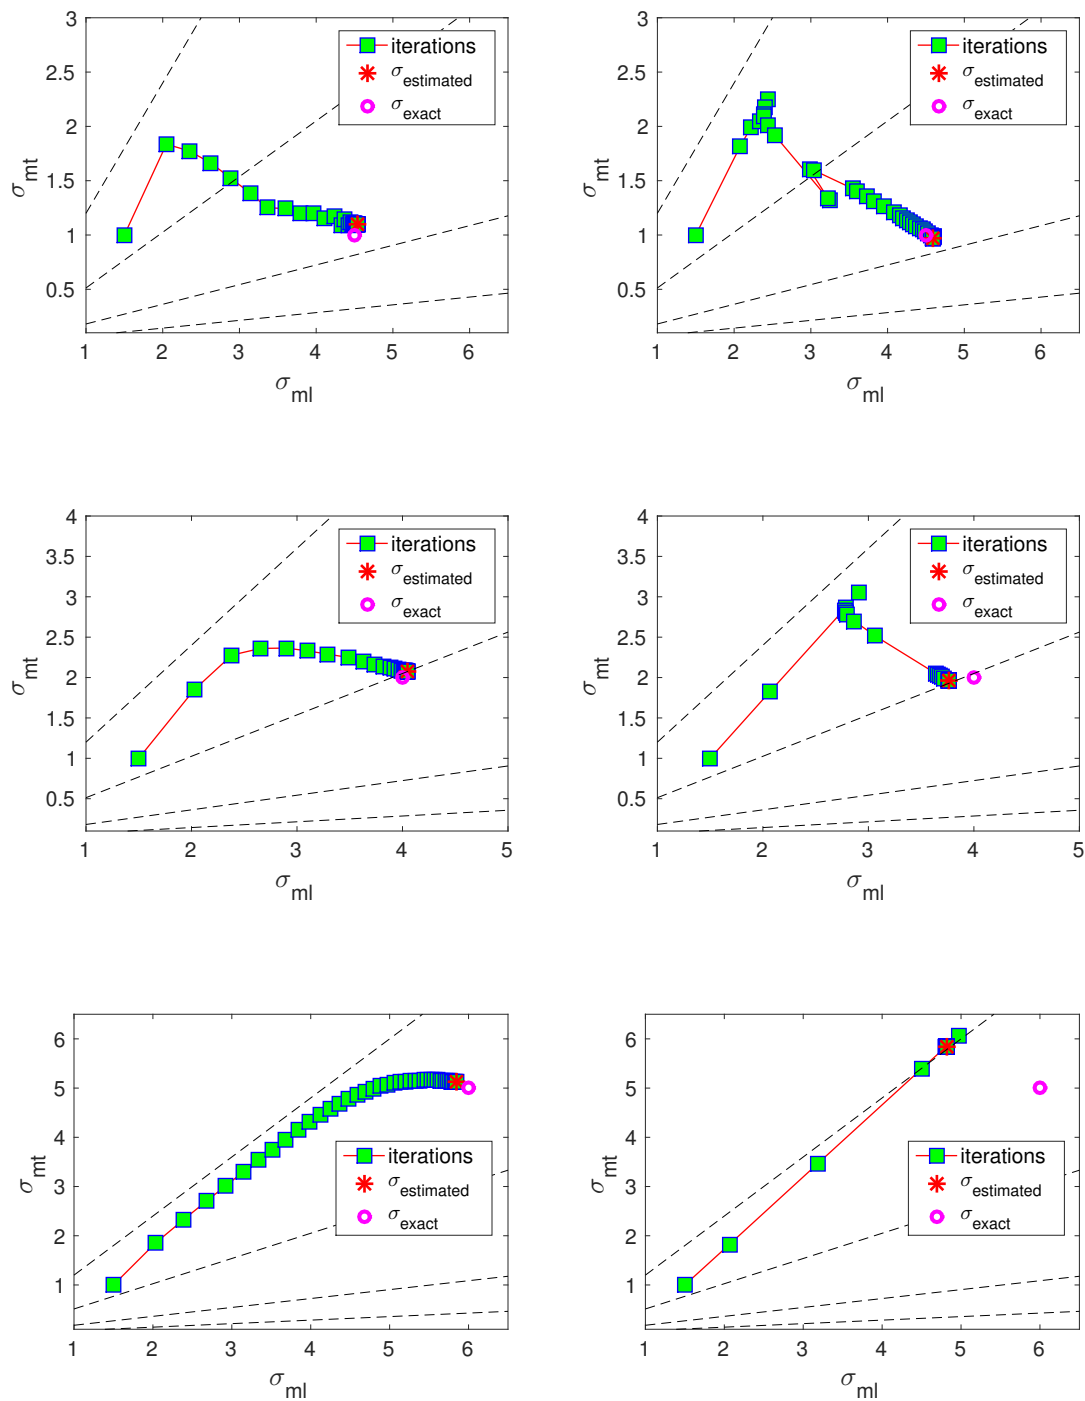 3
2.5
2
1.5
1
0.5
σmt
1 2 3 4 5 6
σml
iterations
σestimated
σexact
3
2.5
2
1.5
1
0.5
σmt
1 2 3 4 5 6
σml
iterations
σestimated
σexact
4
3.5
3
2.5
2
1.5
1
0.5
σmt
1 2 3 4 5
σml
iterations
σestimated
σexact
4
3.5
3
2.5
2
1.5
1
0.5
σmt
1 2 3 4 5
σml
iterations
σestimated
σexact
6
5
4
3
2
1
σmt
1 2 3 4 5 6
σml
iterations
σestimated
σexact
6
5
4
3
2
1
σmt
1 2 3 4 5 6
σml
iterations
σestimated
σexact